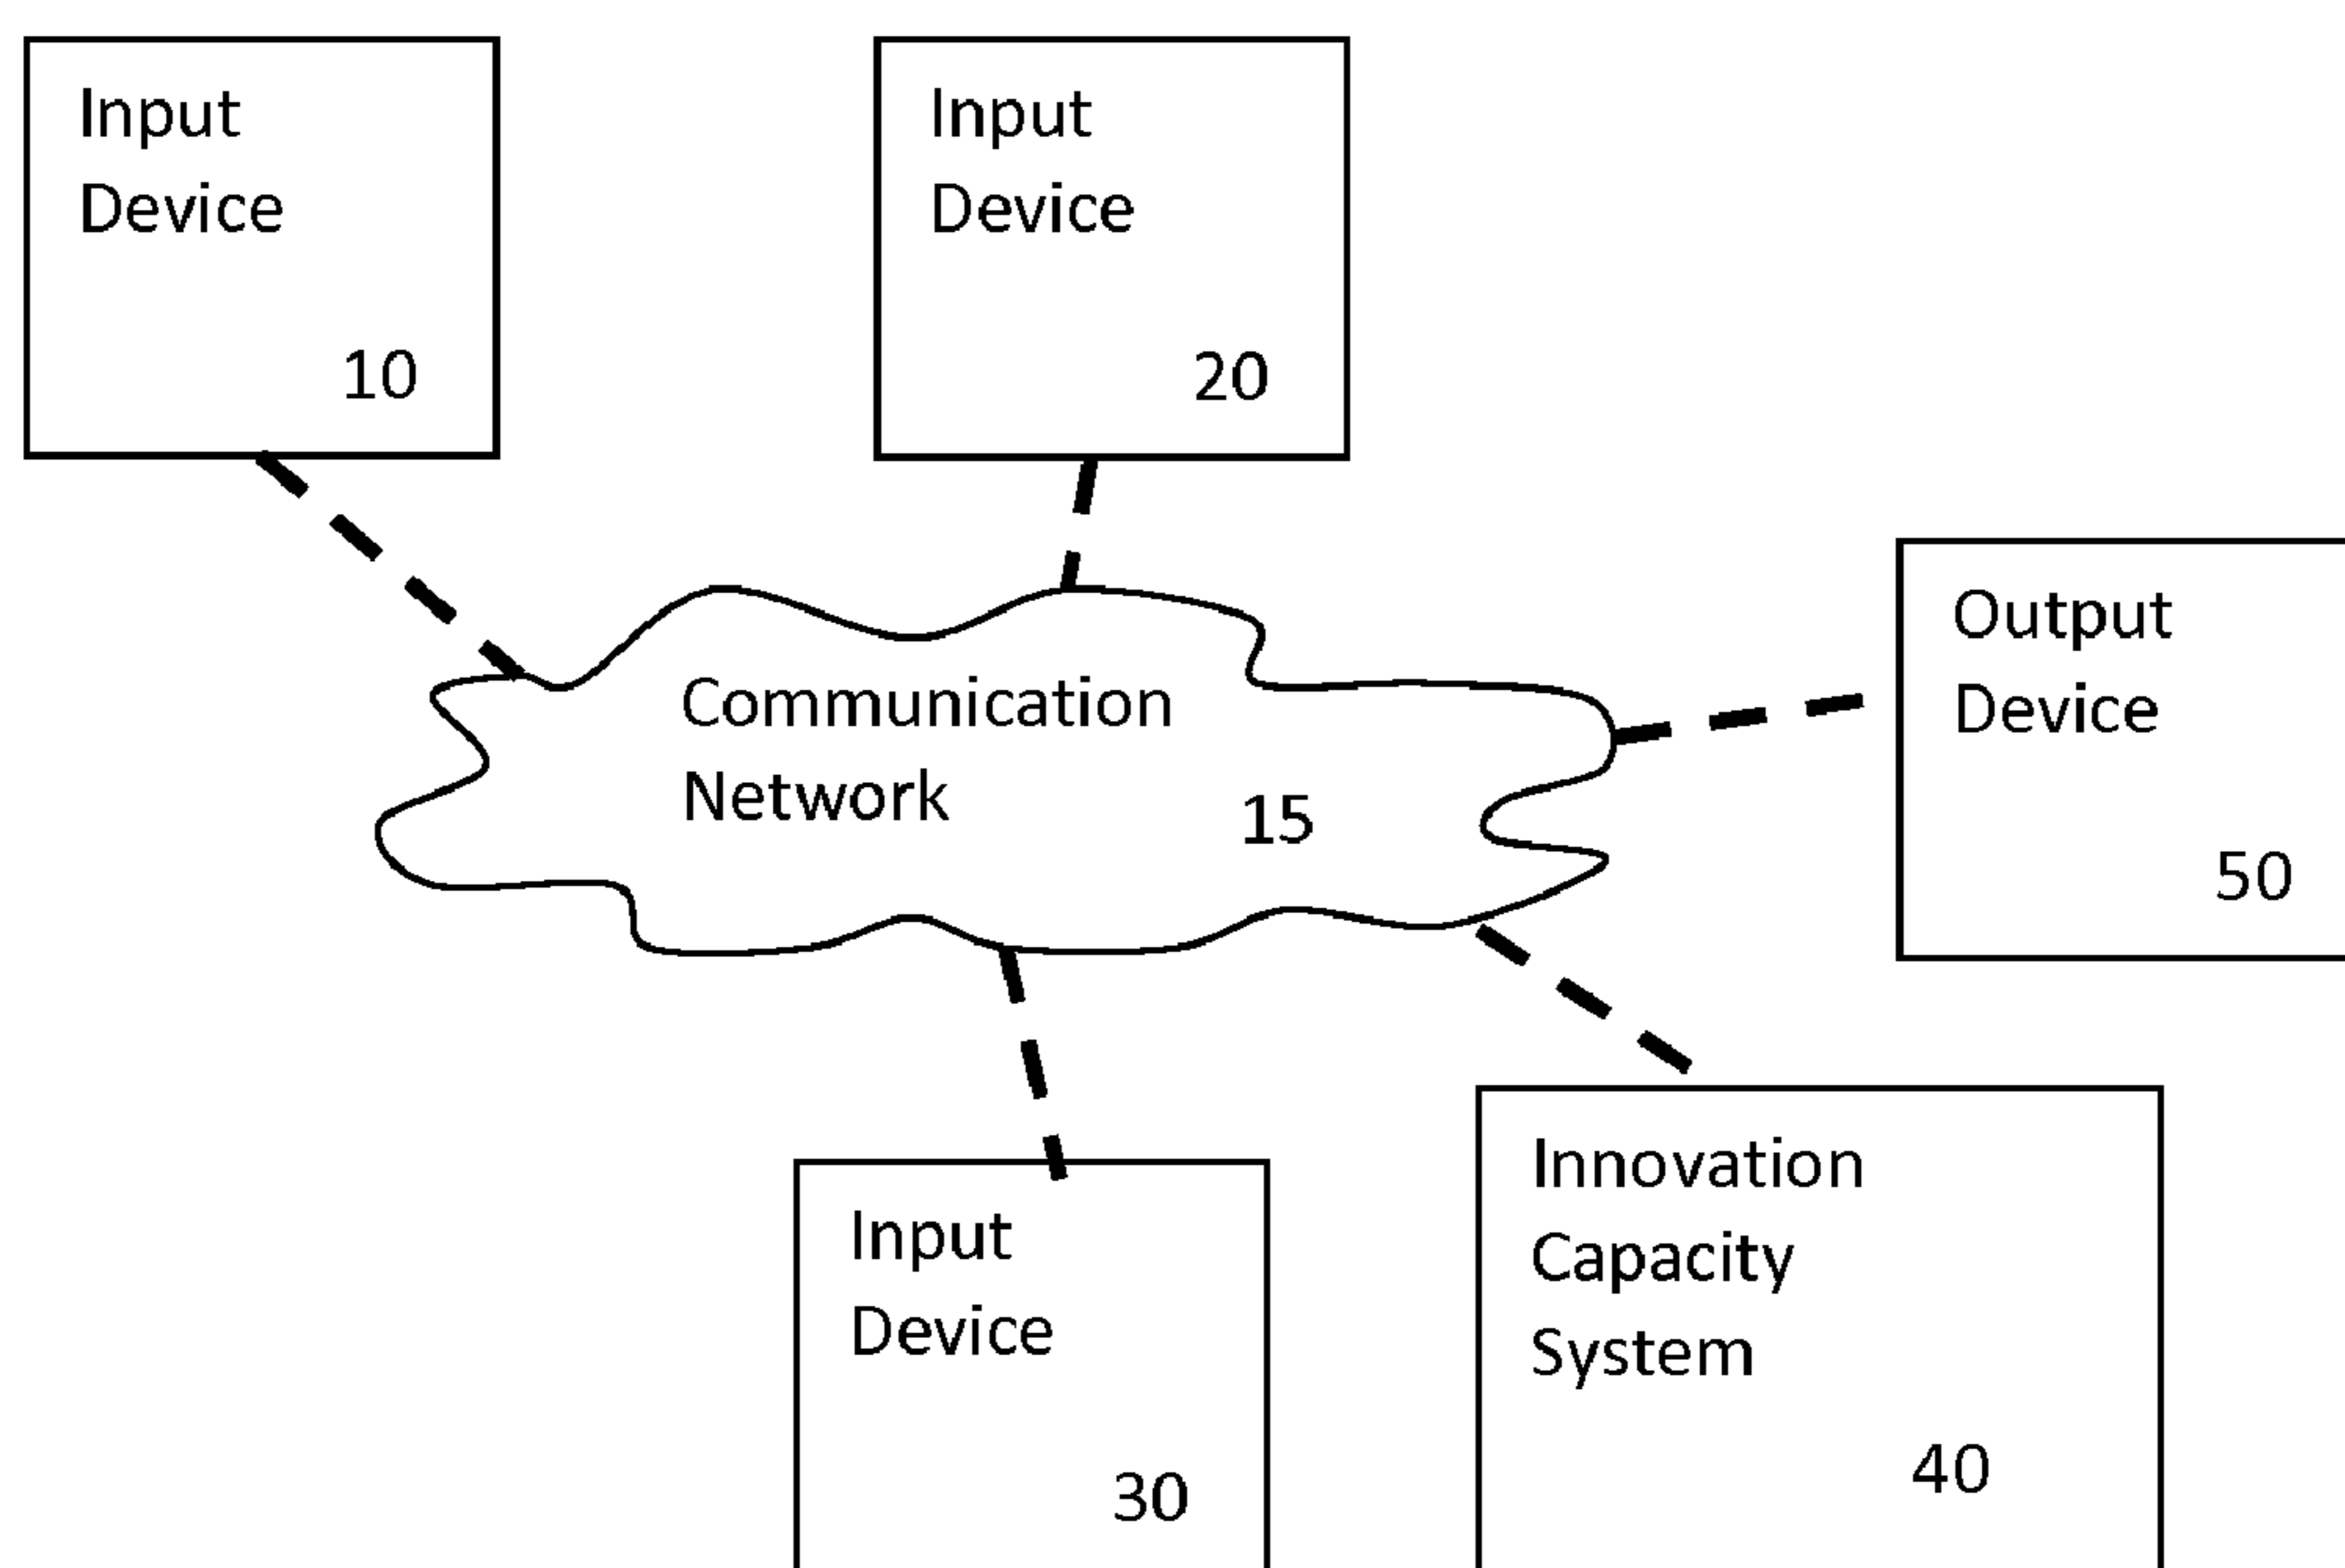 Input
Device
10
Input
Device
20
Communication
Network
15
Output
Device
50
Input
Device
30
Innovation
Capacity
System
40